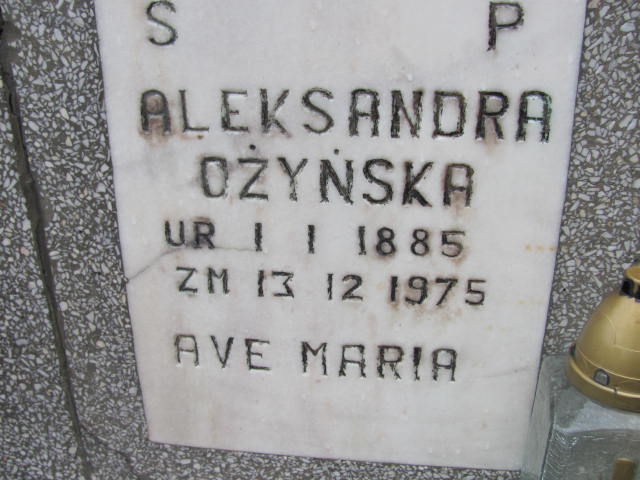 S P
ALEKSANDRA
OŻYŃSKA
UR 1 1 1885
ZM 13 12 1975
AVE MARIA